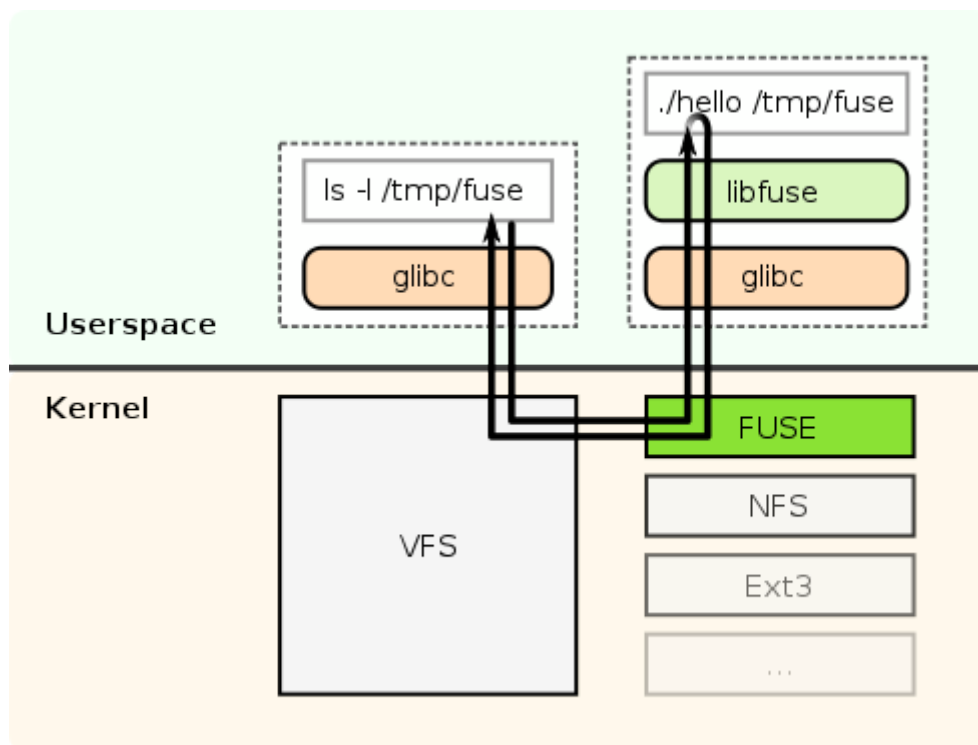 ./hello /tmp/fuse
ls -l /tmp/fuse
libfuse
glibc
glibc
Userspace
Kernel
FUSE
NFS
VFS
Ext3
...